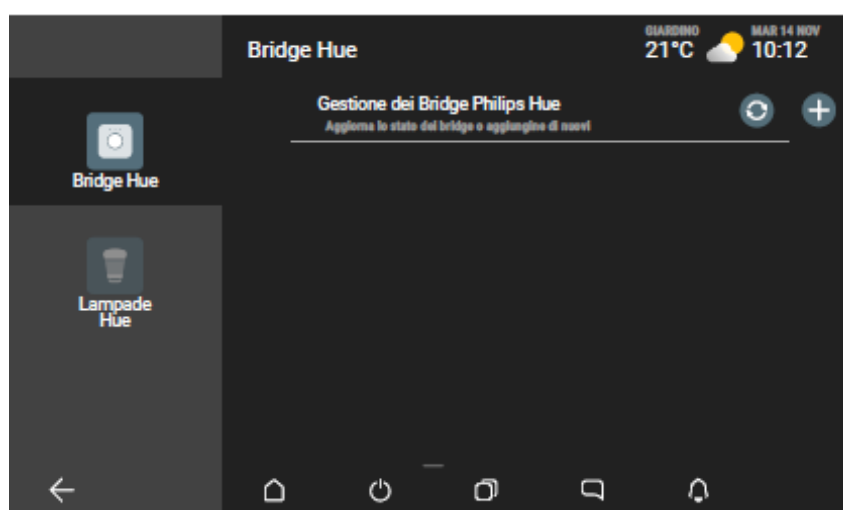 Bridge Hue
GIARDINO
21°C
MAR 14 NOV
10:12
Gestione dei Bridge Philips Hue
Aggiorna lo stato dei bridge o aggiungine di nuovi
Bridge Hue
Lampade
Hue